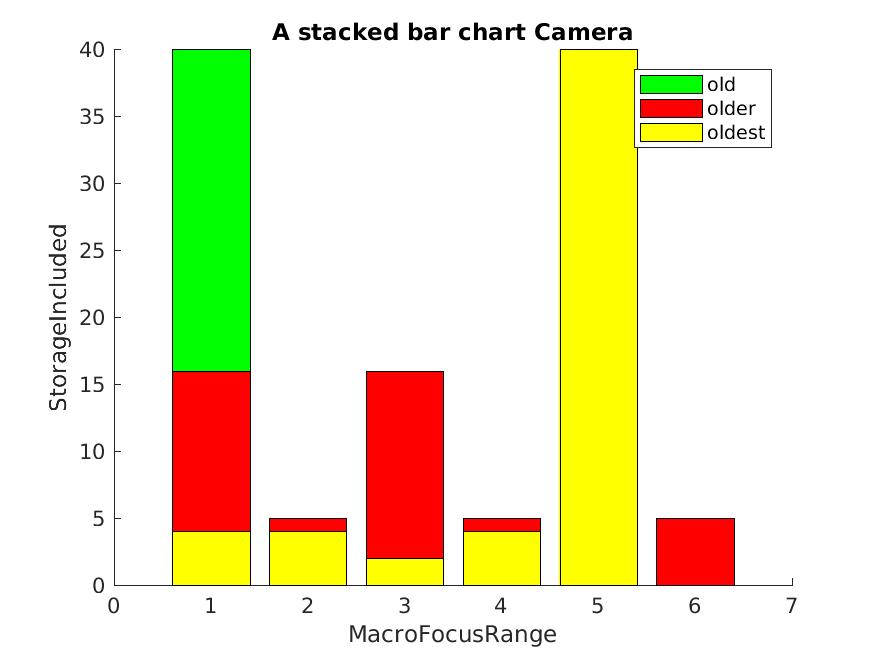 A stacked bar chart Camera
40
35
30
25
20
15
10
5
0
StorageIncluded
old
older
oldest
0 1 2 3 4 5 6 7
MacroFocusRange